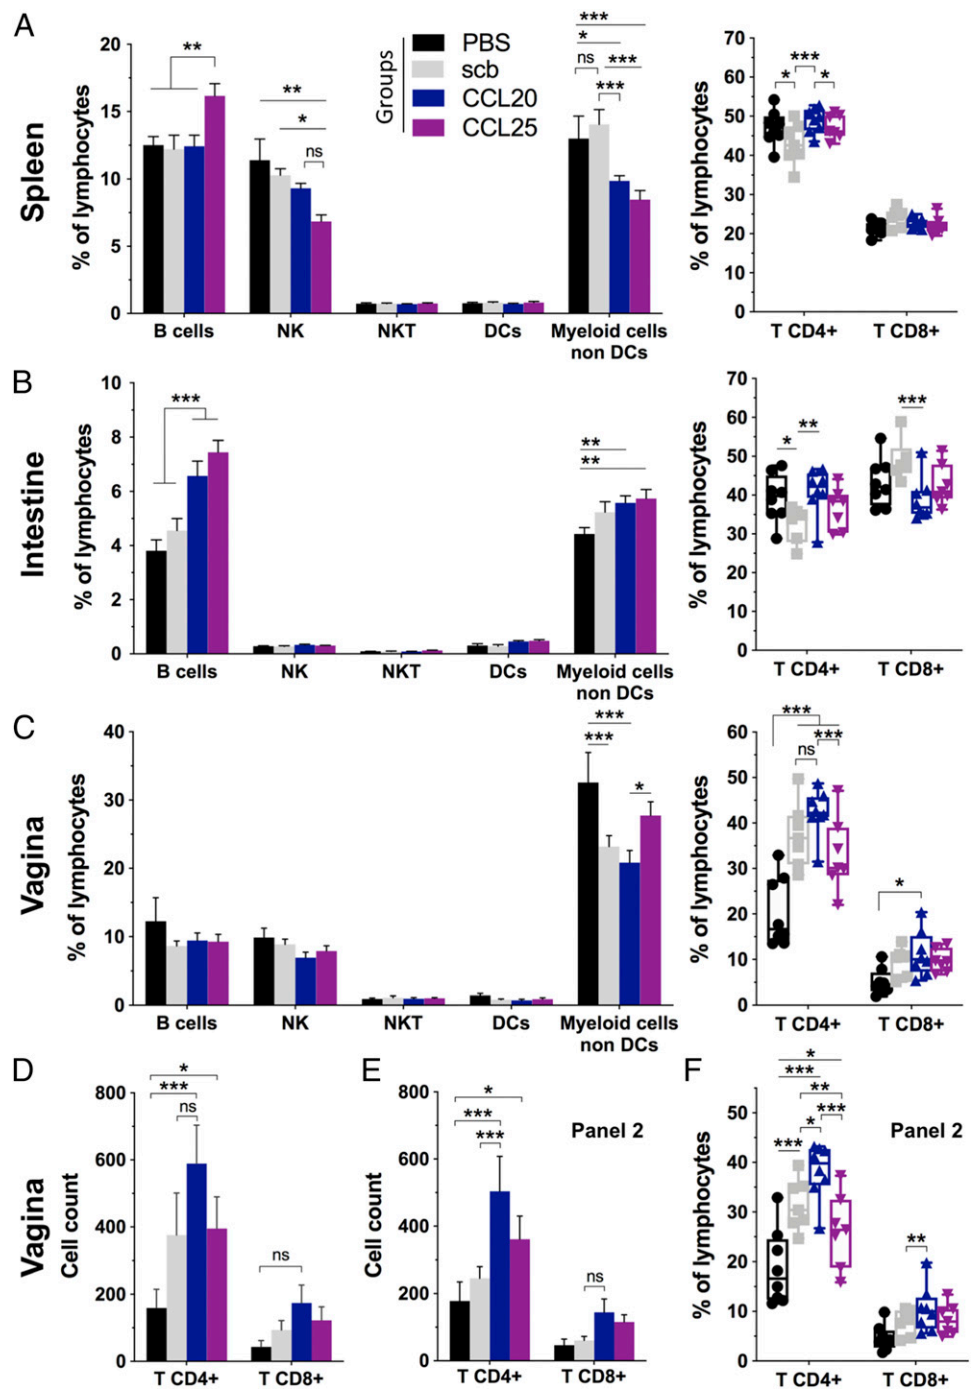 A
Spleen
% of lymphocytes
20
15
10
5
0
**
**
*
ns
***
*
ns
***
***
Groups
PBS
scb
CCL20
CCL25
B cells
NK
NKT
DCs
Myeloid cells
non DCs
% of lymphocytes
70
60
50
40
30
20
10
0
*
***
*
T CD4+
T CD8+
B
Intestine
% of lymphocytes
10
8
6
4
2
0
***
**
**
B cells
NK
NKT
DCs
Myeloid cells
non DCs
% of lymphocytes
70
60
50
40
30
20
10
0
*
**
***
T CD4+
T CD8+
C
Vagina
% of lymphocytes
40
30
20
10
0
***
***
*
B cells
NK
NKT
DCs
Myeloid cells
non DCs
% of lymphocytes
60
50
40
30
20
10
0
***
ns
***
*
T CD4+
T CD8+
D
Vagina
Cell count
800
600
400
200
0
*
***
ns
ns
T CD4+
T CD8+
E
Cell count
800
600
400
200
0
*
***
***
ns
Panel 2
T CD4+
T CD8+
F
% of lymphocytes
50
40
30
20
10
0
*
***
**
***
*
***
**
Panel 2
T CD4+
T CD8+